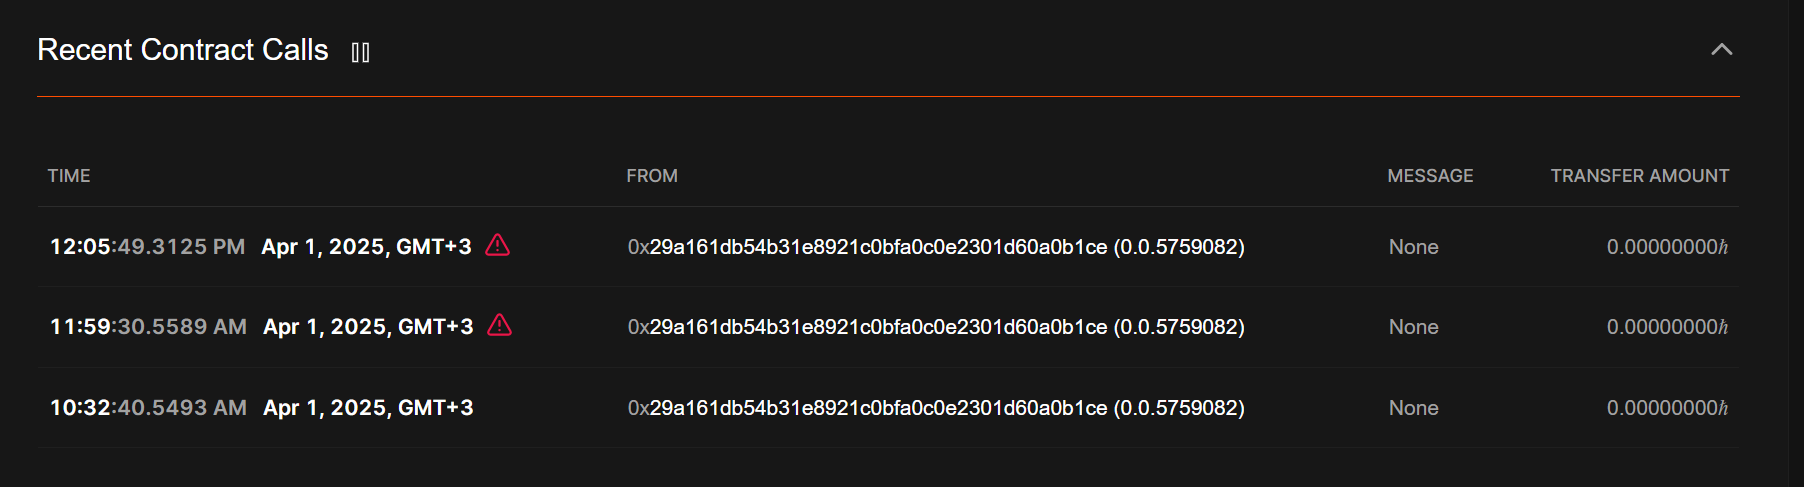 Recent Contract Calls
TIME FROM MESSAGE TRANSFER AMOUNT
12:05:49.3125 PM Apr 1, 2025, GMT+3 0x29a161db54b31e8921c0bfa0c0e2301d60a0b1ce (0.0.5759082) None 0.00000000ℏ
11:59:30.5589 AM Apr 1, 2025, GMT+3 0x29a161db54b31e8921c0bfa0c0e2301d60a0b1ce (0.0.5759082) None 0.00000000ℏ
10:32:40.5493 AM Apr 1, 2025, GMT+3 0x29a161db54b31e8921c0bfa0c0e2301d60a0b1ce (0.0.5759082) None 0.00000000ℏ